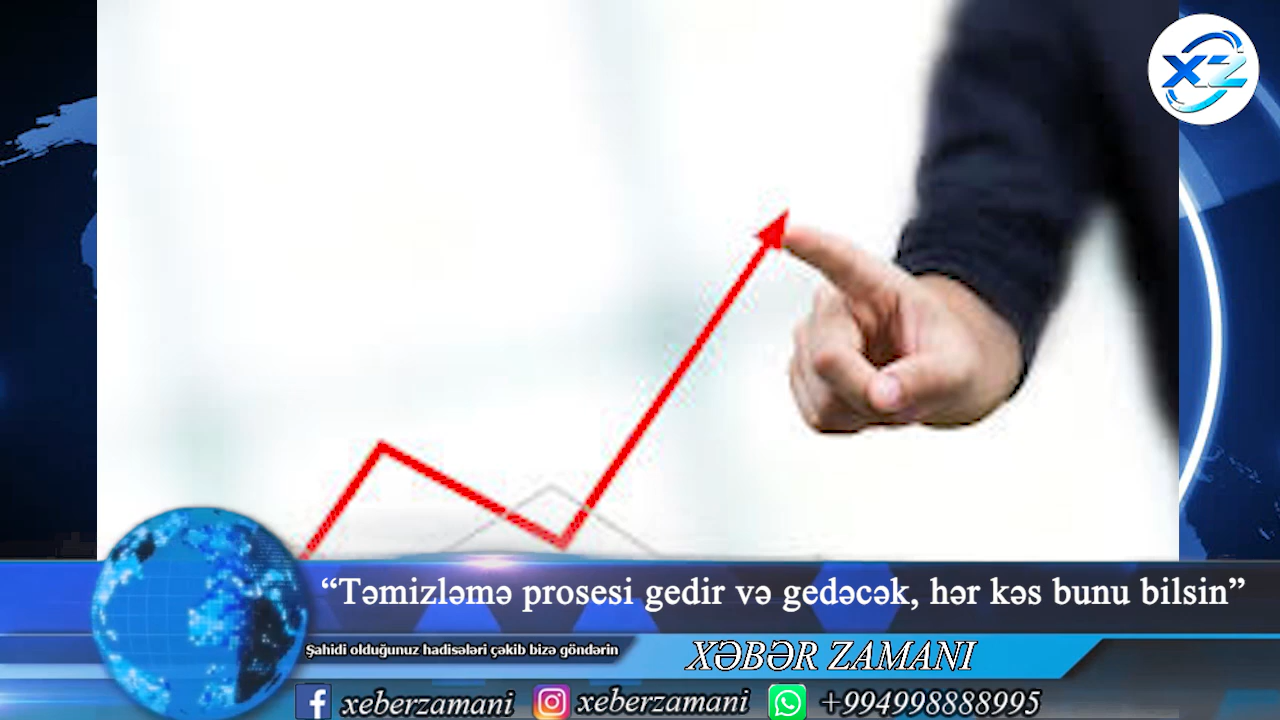 XZ
“Təmizləmə prosesi gedir və gedəcək, hər kəs bunu bilsin”
Şahidi olduğunuz hadisələri çəkib bizə göndərin
XƏBƏR ZAMANI
xeberzamani xeberzamani +994998888995